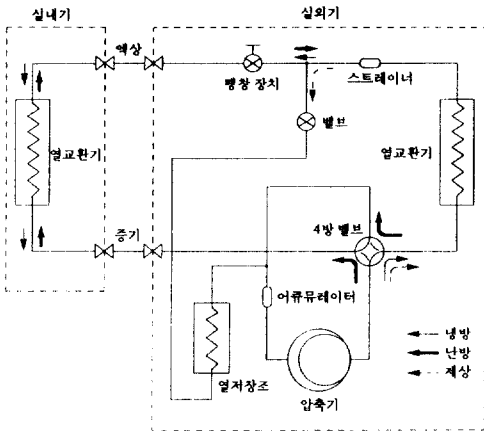 실내기
실외기
액상
팽창 장치
스트레이너
밸브
열교환기
열교환기
증기
4방 밸브
어큐뮤레이터
열저장조
압축기
냉방
난방
제상